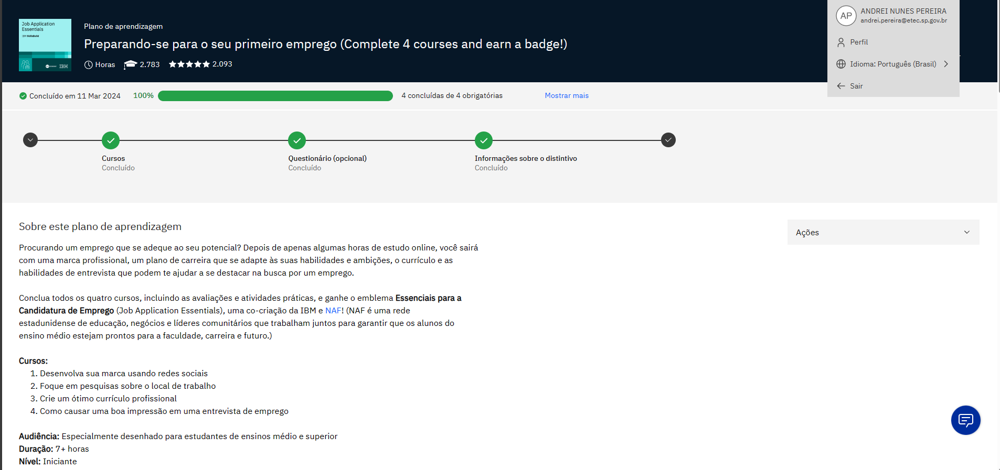 Job Application
Essentials
IBM SkillsBuild
IBM
Plano de aprendizagem
Preparando-se para o seu primeiro emprego (Complete 4 courses and earn a badge!)
Horas 2.783 2.093
AP
ANDREI NUNES PEREIRA
andrei.pereira@etec.sp.gov.br
Perfil
Idioma: Português (Brasil)
Sair
Concluído em 11 Mar 2024 100% 4 concluídas de 4 obrigatórias Mostrar mais
Cursos
Concluído
Questionário (opcional)
Concluído
Informações sobre o distintivo
Concluído
Sobre este plano de aprendizagem
Ações
Procurando um emprego que se adeque ao seu potencial? Depois de apenas algumas horas de estudo online, você sairá
com uma marca profissional, um plano de carreira que se adapte às suas habilidades e ambições, o currículo e as
habilidades de entrevista que podem te ajudar a se destacar na busca por um emprego.
Conclua todos os quatro cursos, incluindo as avaliações e atividades práticas, e ganhe o emblema Essenciais para a
Candidatura de Emprego (Job Application Essentials), uma co-criação da IBM e NAF! (NAF é uma rede
estadunidense de educação, negócios e líderes comunitários que trabalham juntos para garantir que os alunos do
ensino médio estejam prontos para a faculdade, carreira e futuro.)
Cursos:
1. Desenvolva sua marca usando redes sociais
2. Foque em pesquisas sobre o local de trabalho
3. Crie um ótimo currículo profissional
4. Como causar uma boa impressão em uma entrevista de emprego
Audiência: Especialmente desenhado para estudantes de ensinos médio e superior
Duração: 7+ horas
Nível: Iniciante